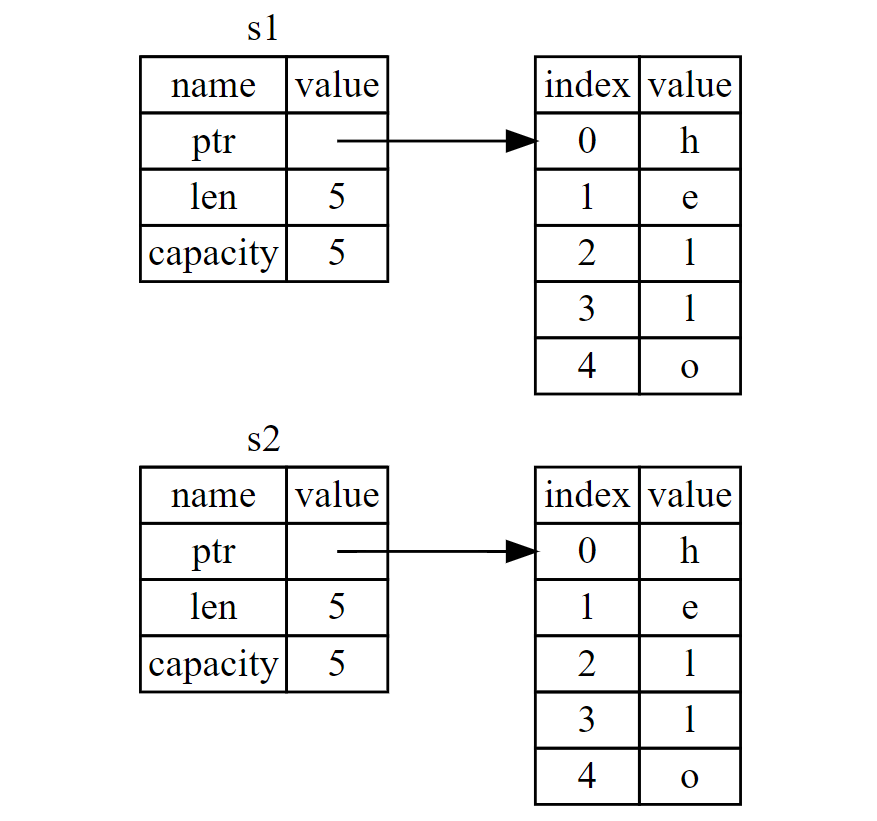 s1
name value index value
ptr 0 h
len 5 1 e
capacity 5 2 l
3 l
4 o
s2
name value index value
ptr 0 h
len 5 1 e
capacity 5 2 l
3 l
4 o